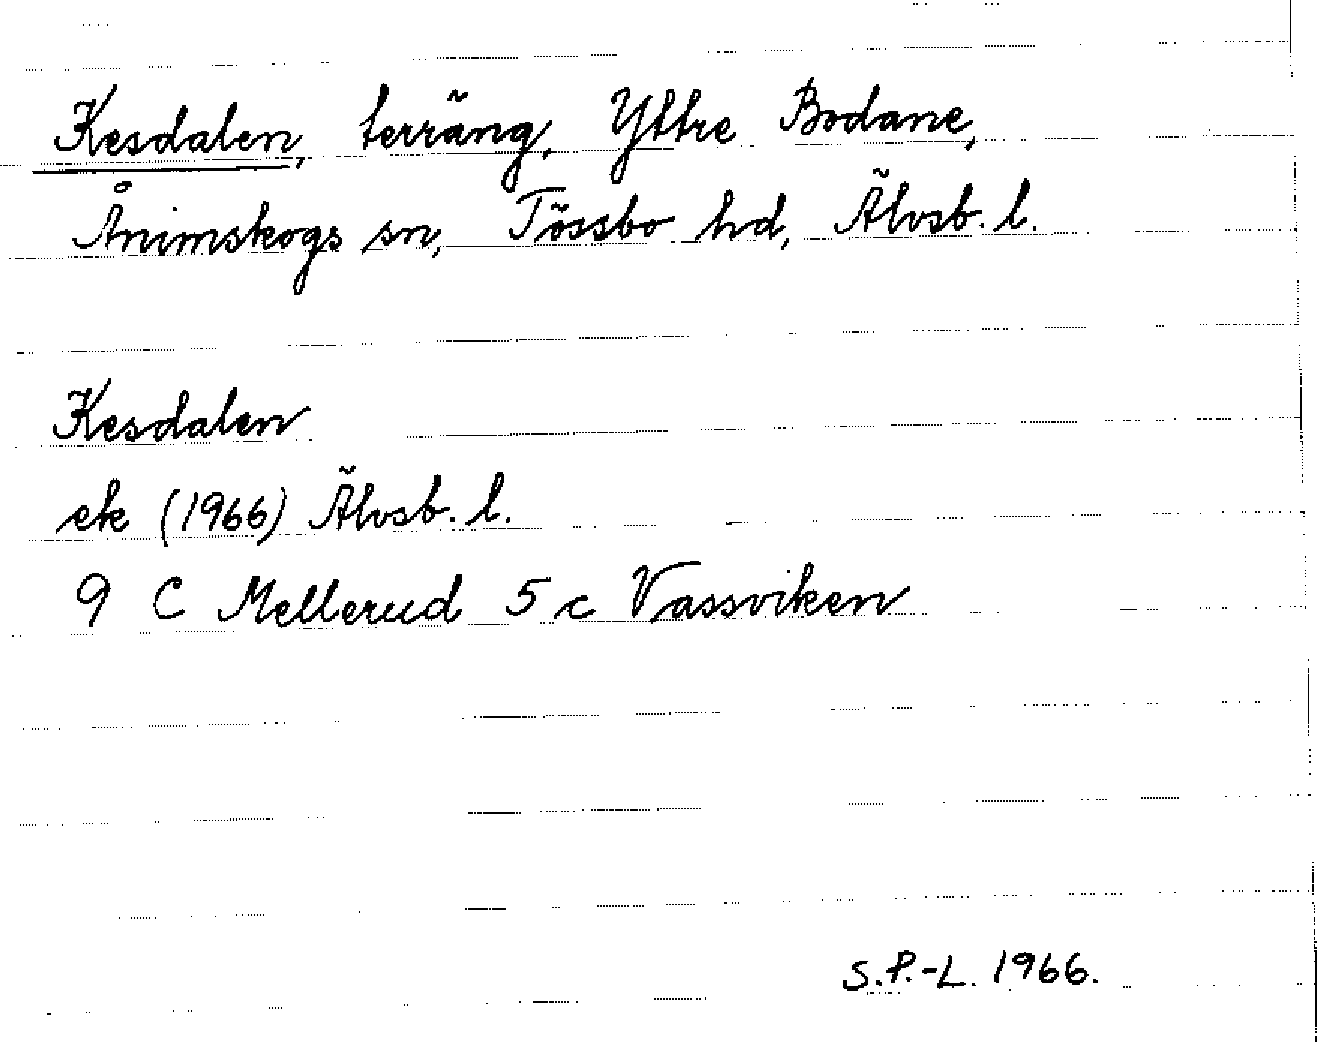 Kesdalen, terräng, Yttre Bodane,
Ånimskogs sn, Tössbo hd, Älvsb. l.
Kesdalen
ek (1966) Älvsb. l.
9 C Mellerud 5 c Vassviken
S.P.-L. 1966.